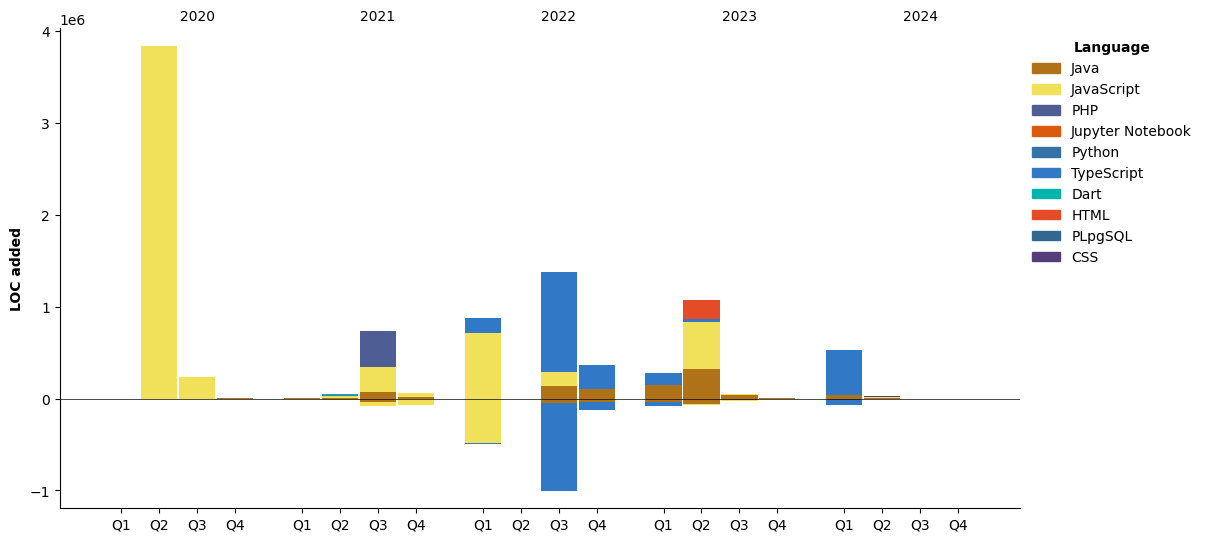 1e6
2020 2021 2022 2023 2024
4
3
2
1
0
−1
LOC added
Q1 Q2 Q3 Q4 Q1 Q2 Q3 Q4 Q1 Q2 Q3 Q4 Q1 Q2 Q3 Q4 Q1 Q2 Q3 Q4
Language
Java
JavaScript
PHP
Jupyter Notebook
Python
TypeScript
Dart
HTML
PLpgSQL
CSS